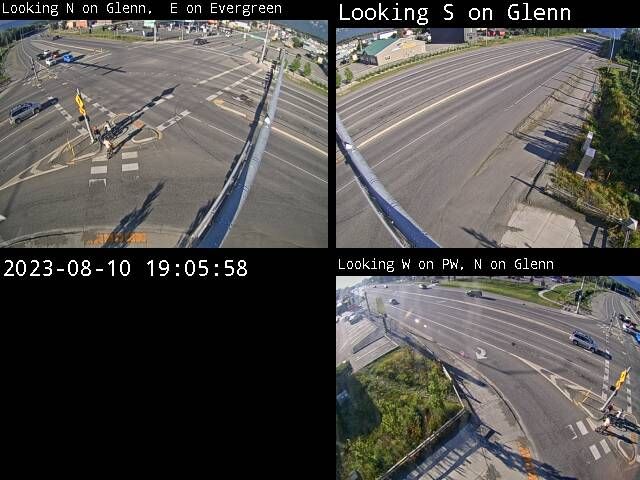 Looking N on Glenn,  E on Evergreen
Looking S on Glenn
2023-08-10 19:05:58
Looking W on PW, N on Glenn